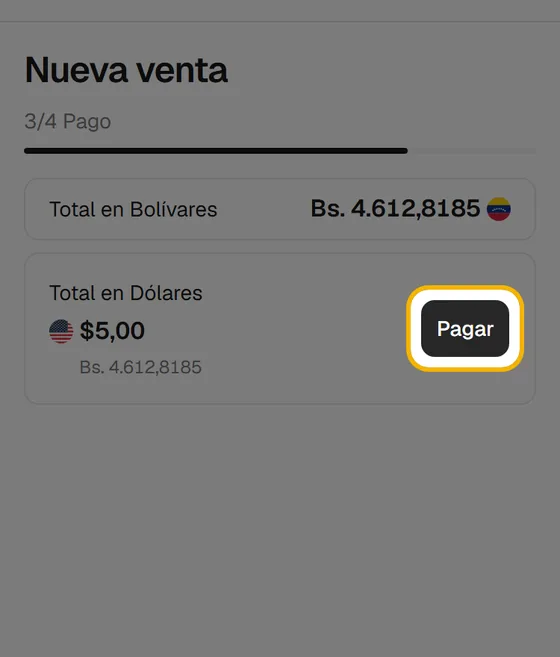 Nueva venta
3/4 Pago
Total en Bolívares
Bs. 4.612,8185
Total en Dólares
$5,00
Bs. 4.612,8185
Pagar